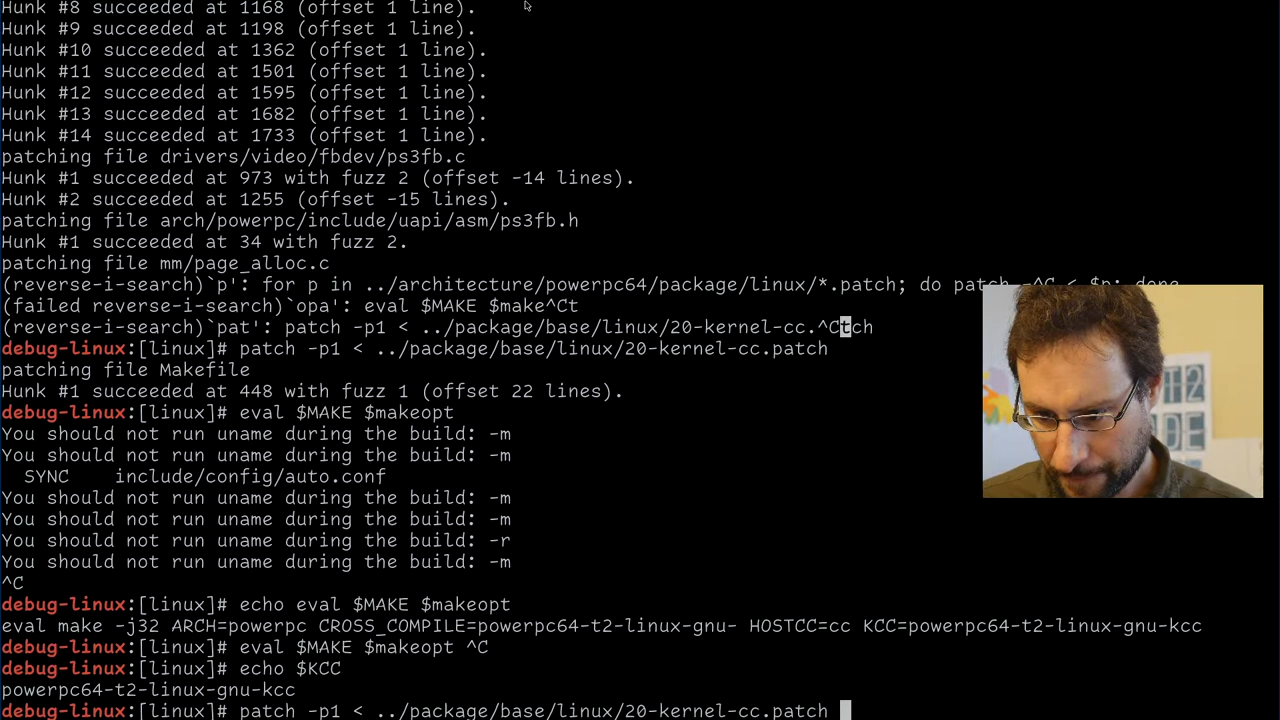 Hunk #8 succeeded at 1168 (offset 1 line).
Hunk #9 succeeded at 1198 (offset 1 line).
Hunk #10 succeeded at 1362 (offset 1 line).
Hunk #11 succeeded at 1501 (offset 1 line).
Hunk #12 succeeded at 1595 (offset 1 line).
Hunk #13 succeeded at 1682 (offset 1 line).
Hunk #14 succeeded at 1733 (offset 1 line).
patching file drivers/video/fbdev/ps3fb.c
Hunk #1 succeeded at 973 with fuzz 2 (offset -14 lines).
Hunk #2 succeeded at 1255 (offset -15 lines).
patching file arch/powerpc/include/uapi/asm/ps3fb.h
Hunk #1 succeeded at 34 with fuzz 2.
patching file mm/page_alloc.c
(reverse-i-search)`p': for p in ../architecture/powerpc64/package/linux/*.patch; do patch -^C < $p; done
(failed reverse-i-search)`opa': eval $MAKE $make^Ct
(reverse-i-search)`pat': patch -p1 < ../package/base/linux/20-kernel-cc.^Ctch
debug-linux:[linux]# patch -p1 < ../package/base/linux/20-kernel-cc.patch
patching file Makefile
Hunk #1 succeeded at 448 with fuzz 1 (offset 22 lines).
debug-linux:[linux]# eval $MAKE $makeopt
You should not run uname during the build: -m
You should not run uname during the build: -m
SYNC include/config/auto.conf
You should not run uname during the build: -m
You should not run uname during the build: -m
You should not run uname during the build: -r
You should not run uname during the build: -m
^C
debug-linux:[linux]# echo eval $MAKE $makeopt
eval make -j32 ARCH=powerpc CROSS_COMPILE=powerpc64-t2-linux-gnu- HOSTCC=cc KCC=powerpc64-t2-linux-gnu-kcc
debug-linux:[linux]# eval $MAKE $makeopt ^C
debug-linux:[linux]# echo $KCC
powerpc64-t2-linux-gnu-kcc
debug-linux:[linux]# patch -p1 < ../package/base/linux/20-kernel-cc.patch